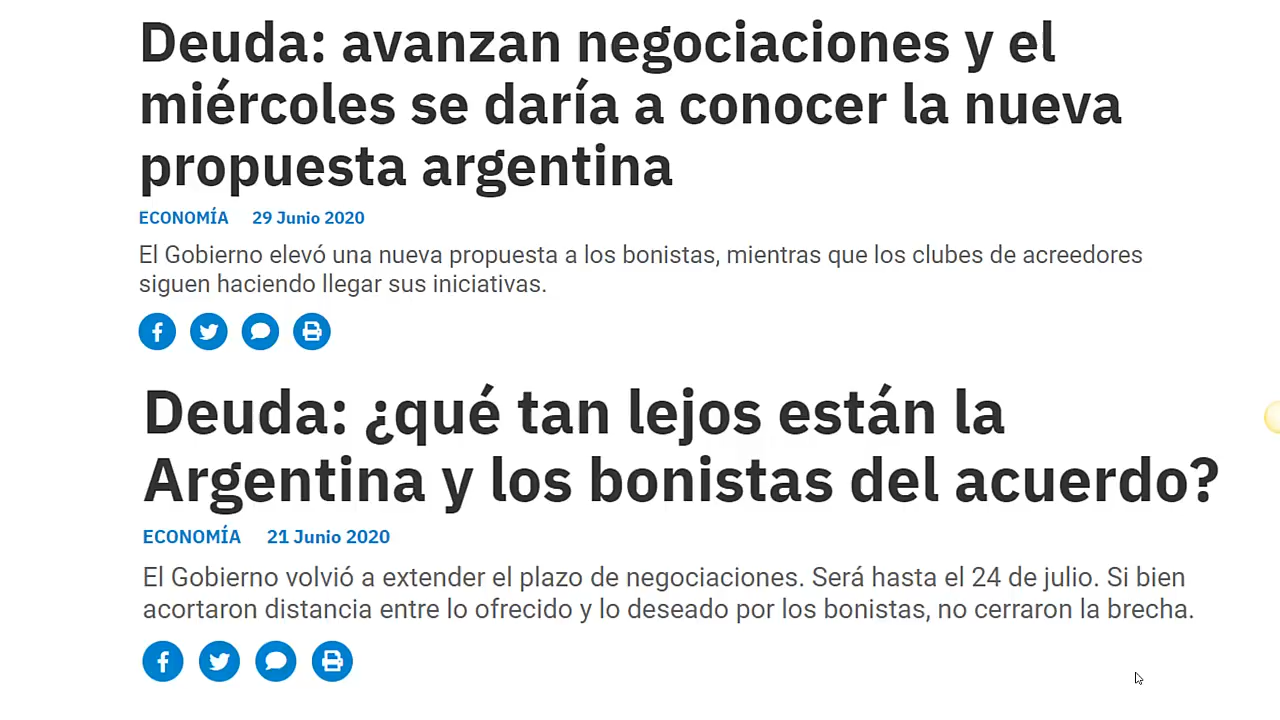 Deuda: avanzan negociaciones y el
miércoles se daría a conocer la nueva
propuesta argentina
ECONOMÍA 29 Junio 2020
El Gobierno elevó una nueva propuesta a los bonistas, mientras que los clubes de acreedores
siguen haciendo llegar sus iniciativas.
Deuda: ¿qué tan lejos están la
Argentina y los bonistas del acuerdo?
ECONOMÍA 21 Junio 2020
El Gobierno volvió a extender el plazo de negociaciones. Será hasta el 24 de julio. Si bien
acortaron distancia entre lo ofrecido y lo deseado por los bonistas, no cerraron la brecha.